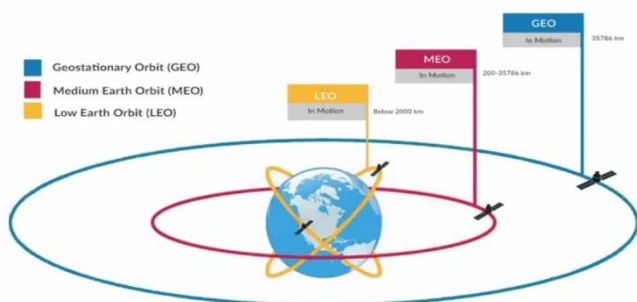 Geostationary Orbit (GEO)
Medium Earth Orbit (MEO)
Low Earth Orbit (LEO)
LEO
In Motion
Below 2000 km
MEO
In Motion
200-35786 km
GEO
In Motion
35786 km